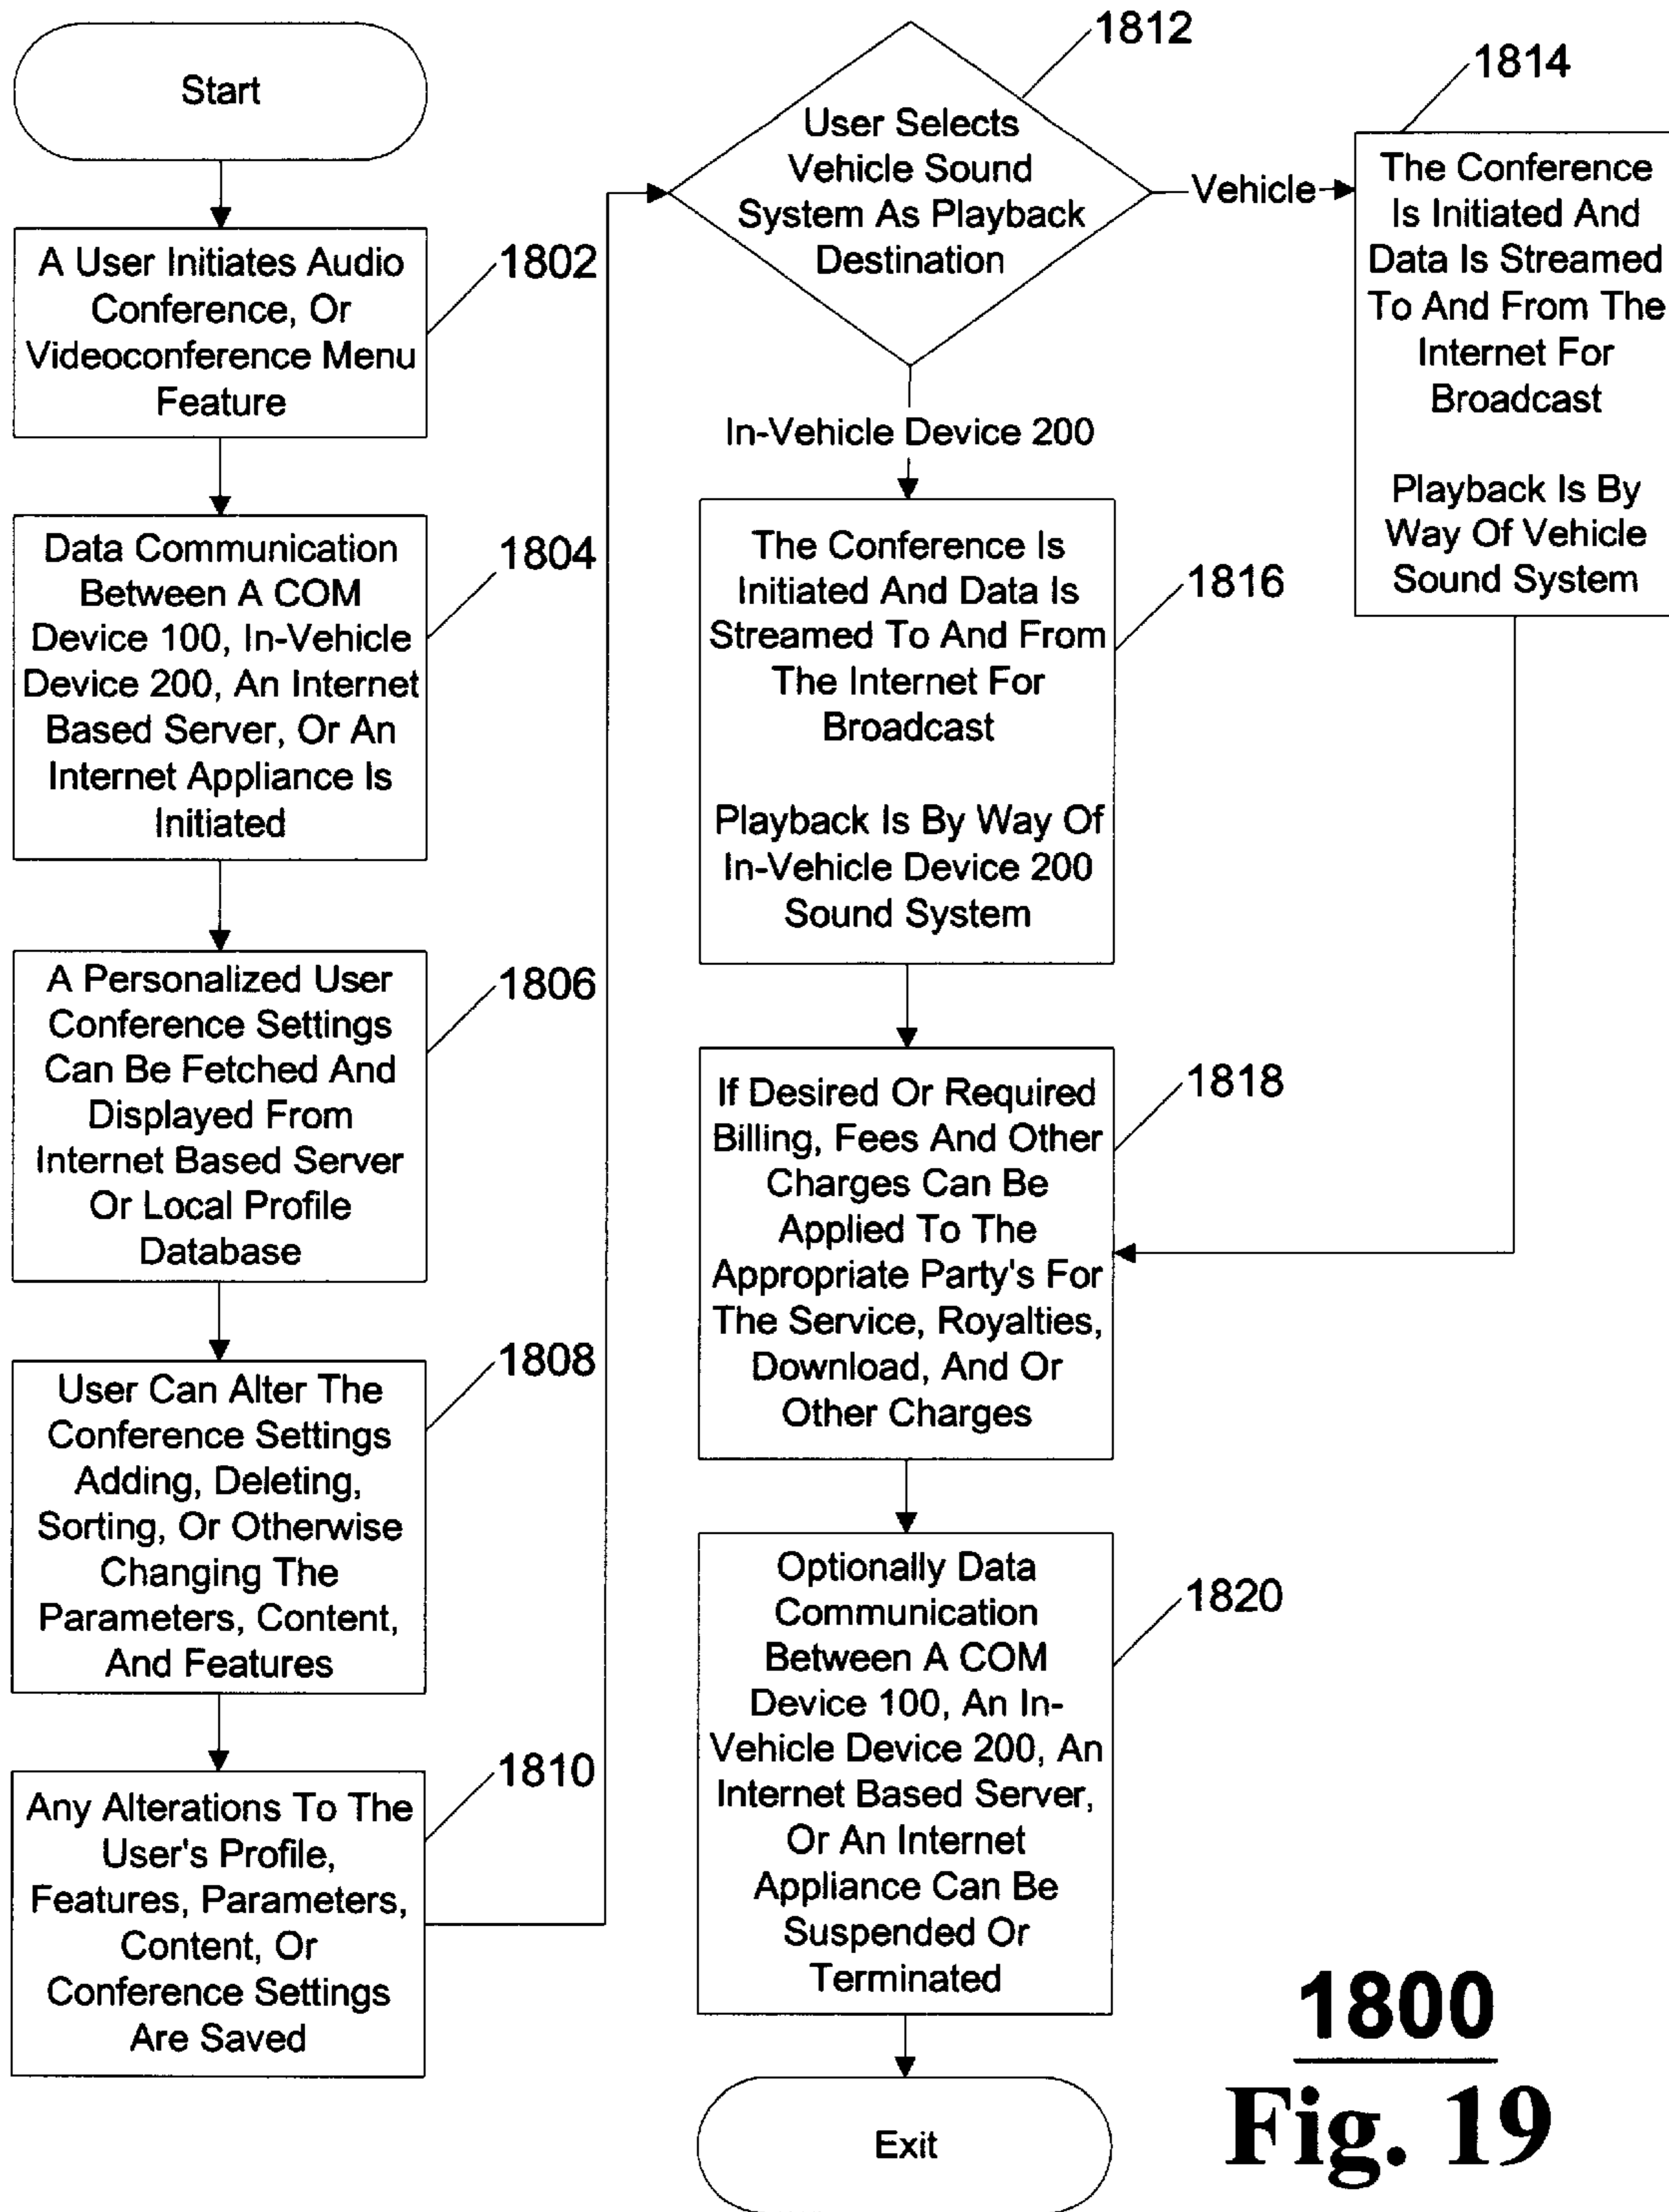 Start
1802
A User Initiates Audio
Conference, Or
Videoconference Menu
Feature
1804
Data Communication
Between A COM
Device 100, In-Vehicle
Device 200, An Internet
Based Server, Or An
Internet Appliance Is
Initiated
1806
A Personalized User
Conference Settings
Can Be Fetched And
Displayed From
Internet Based Server
Or Local Profile
Database
1808
User Can Alter The
Conference Settings
Adding, Deleting,
Sorting, Or Otherwise
Changing The
Parameters, Content,
And Features
1810
Any Alterations To The
User's Profile,
Features, Parameters,
Content, Or
Conference Settings
Are Saved
1812
User Selects
Vehicle Sound
System As Playback
Destination
Vehicle
1814
The Conference
Is Initiated And
Data Is Streamed
To And From The
Internet For
Broadcast
Playback Is By
Way Of Vehicle
Sound System
In-Vehicle Device 200
1816
The Conference Is
Initiated And Data Is
Streamed To And From
The Internet For
Broadcast
Playback Is By Way Of
In-Vehicle Device 200
Sound System
1818
If Desired Or Required
Billing, Fees And Other
Charges Can Be
Applied To The
Appropriate Party's For
The Service, Royalties,
Download, And Or
Other Charges
1820
Optionally Data
Communication
Between A COM
Device 100, An In-
Vehicle Device 200, An
Internet Based Server,
Or An Internet
Appliance Can Be
Suspended Or
Terminated
Exit
1800
Fig. 19